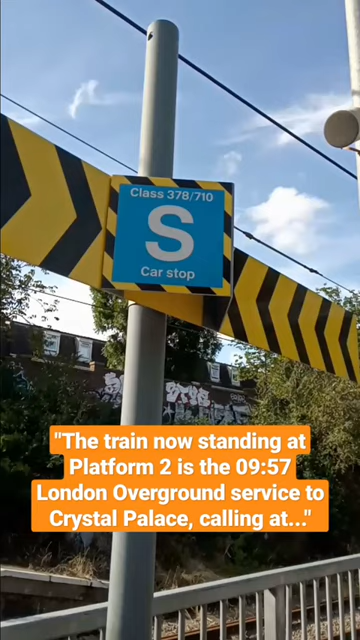 Class 378/710
S
Car stop
"The train now standing at
Platform 2 is the 09:57
London Overground service to
Crystal Palace, calling at..."